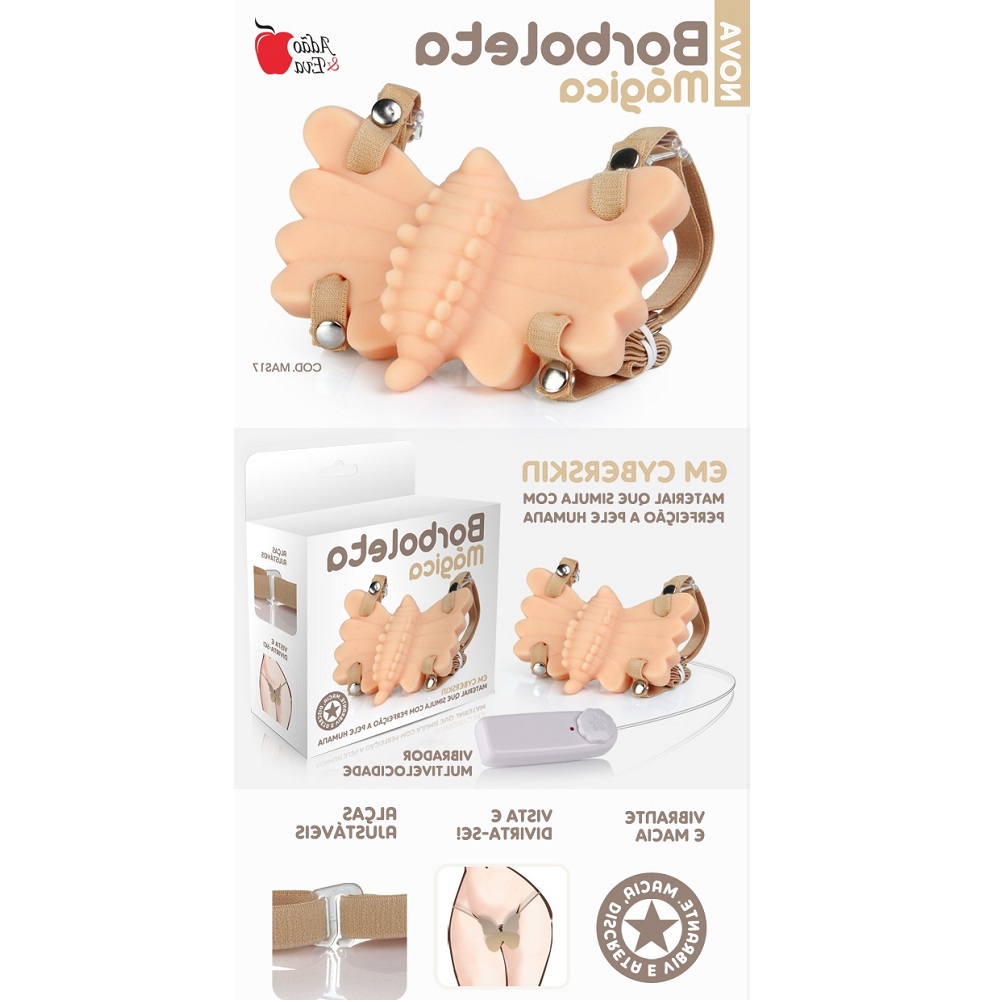 Adão
& Eva
NOVA
Borboleta
Mágica
COD. MAS17
EM CYBERSKIN
MATERIAL QUE SIMULA COM
PERFEIÇÃO A PELE HUMANA
Borboleta
Mágica
ALÇAS
AJUSTÁVEIS
VISTA E
DIVIRTA-SE!
EM CYBERSKIN
MATERIAL QUE SIMULA COM PERFEIÇÃO A PELE HUMANA
VIBRADOR
MULTIVELOCIDADE
VIBRANTE
E MACIA
VISTA E
DIVIRTA-SE!
ALÇAS
AJUSTÁVEIS
MACIA, DISCRETA E VIBRANTE.